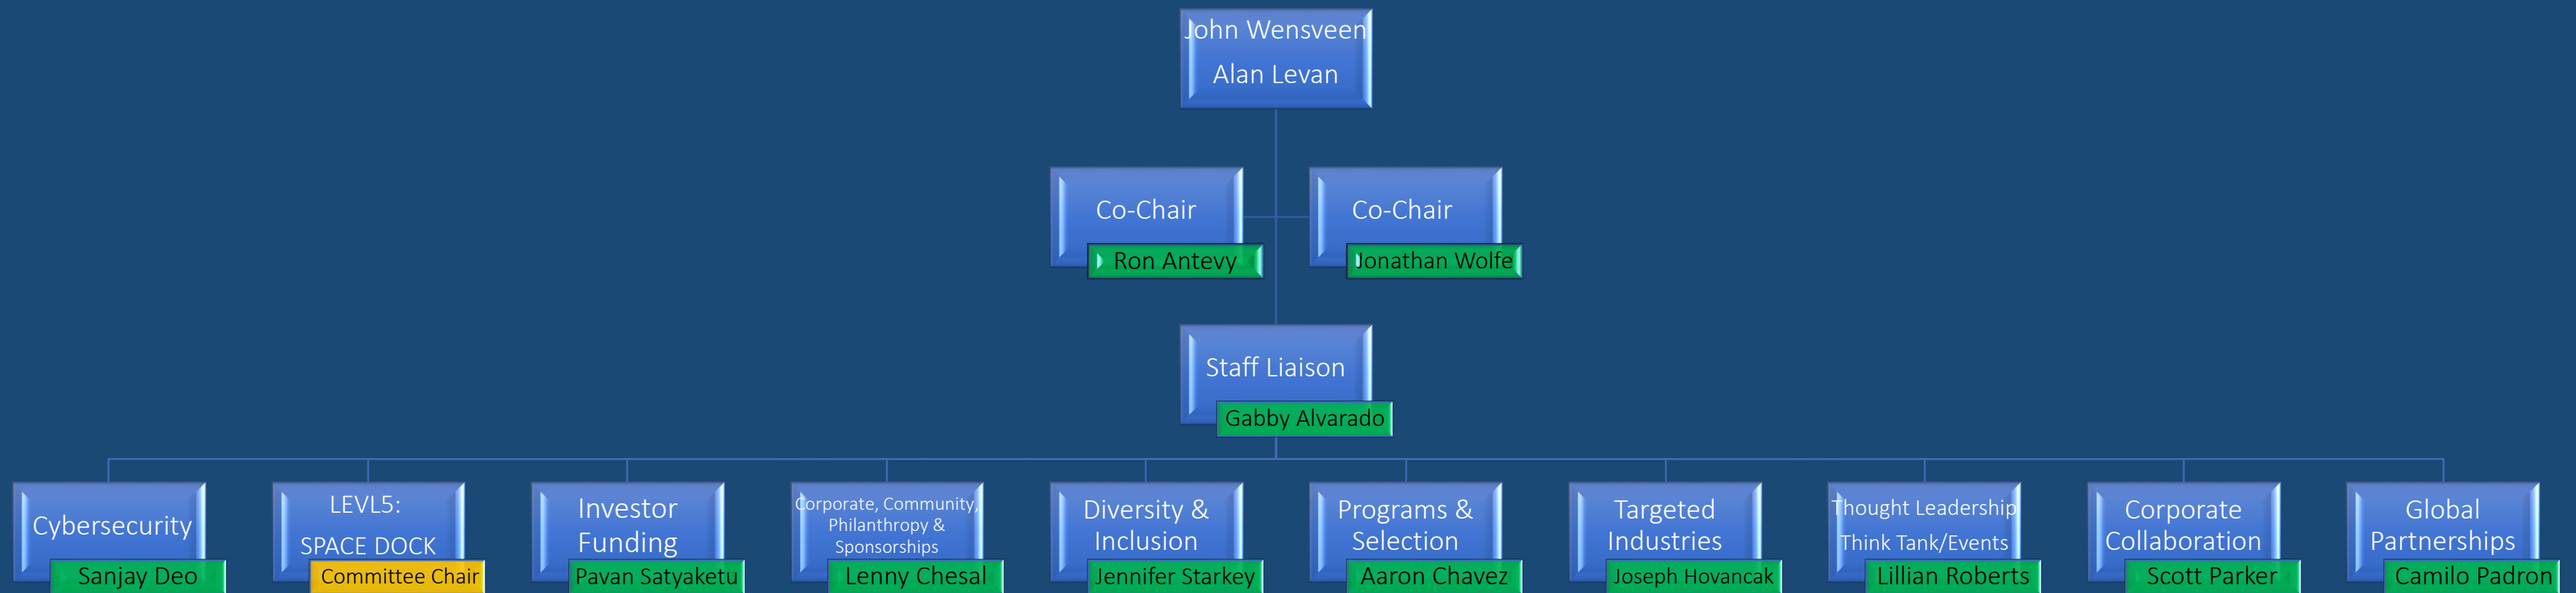 John Wensveen
Alan Levan
Co-Chair
Ron Antevy
Co-Chair
Jonathan Wolfe
Staff Liaison
Gabby Alvarado
Cybersecurity
Sanjay Deo
LEVL5:
SPACE DOCK
Committee Chair
Investor
Funding
Pavan Satyaketu
Corporate, Community,
Philanthropy &
Sponsorships
Lenny Chesal
Diversity &
Inclusion
Jennifer Starkey
Programs &
Selection
Aaron Chavez
Targeted
Industries
Joseph Hovancak
Thought Leadership
Think Tank/Events
Lillian Roberts
Corporate
Collaboration
Scott Parker
Global
Partnerships
Camilo Padron